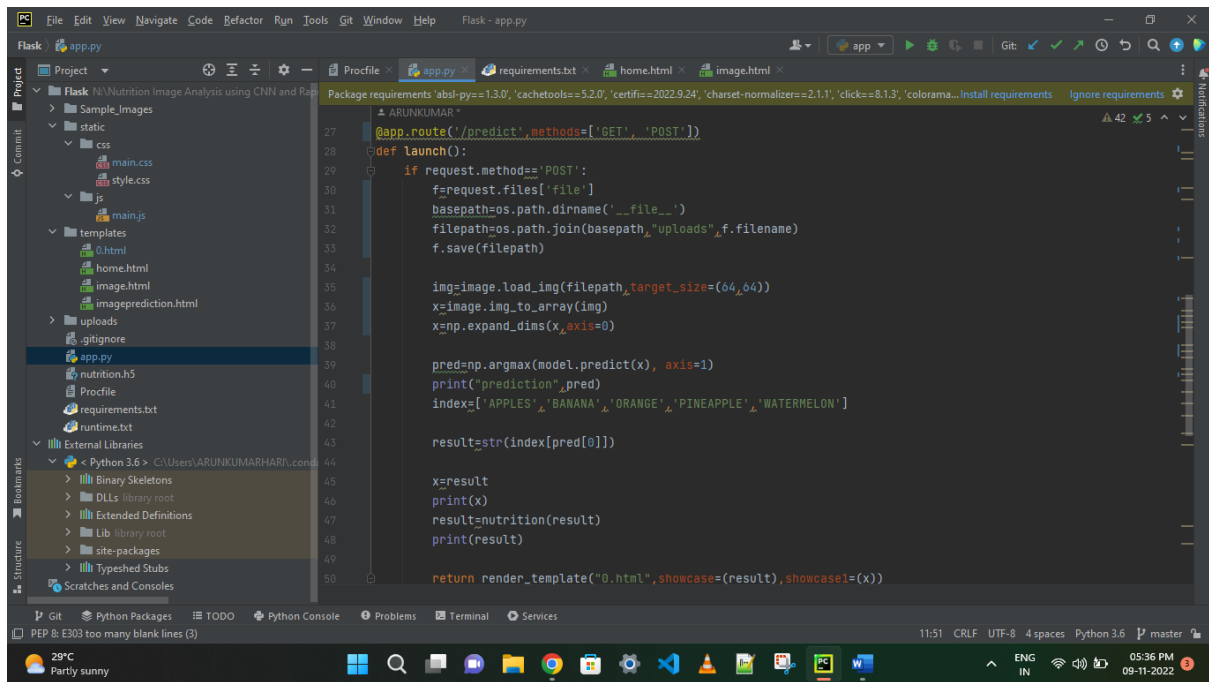 PC File Edit View Navigate Code Refactor Run Tools Git Window Help Flask - app.py
Flask app.py app Git:
Project Procfile app.py requirements.txt home.html image.html
Project
Commit
Bookmarks
Structure
Notifications
Flask N:\Nutrition Image Analysis using CNN and Rap
Sample_Images
static
css
main.css
style.css
js
main.js
templates
0.html
home.html
image.html
imageprediction.html
uploads
.gitignore
app.py
nutrition.h5
Procfile
requirements.txt
runtime.txt
External Libraries
< Python 3.6 > C:\Users\ARUNKUMARHARI\.cond
Binary Skeletons
DLLs library root
Extended Definitions
Lib library root
site-packages
Typeshed Stubs
Scratches and Consoles
Package requirements 'absl-py==1.3.0', 'cachetools==5.2.0', 'certifi==2022.9.24', 'charset-normalizer==2.1.1', 'click==8.1.3', 'colorama... Install requirements Ignore requirements
ARUNKUMAR *
42 5
27 @app.route('/predict',methods=['GET', 'POST'])
28 def launch():
29 if request.method=='POST':
30 f=request.files['file']
31 basepath=os.path.dirname('__file__')
32 filepath=os.path.join(basepath,"uploads",f.filename)
33 f.save(filepath)
34
35 img=image.load_img(filepath,target_size=(64,64))
36 x=image.img_to_array(img)
37 x=np.expand_dims(x,axis=0)
38
39 pred=np.argmax(model.predict(x), axis=1)
40 print("prediction",pred)
41 index=['APPLES','BANANA','ORANGE','PINEAPPLE','WATERMELON']
42
43 result=str(index[pred[0]])
44
45 x=result
46 print(x)
47 result=nutrition(result)
48 print(result)
49
50 return render_template("0.html",showcase=(result),showcase1=(x))
Git Python Packages TODO Python Console Problems Terminal Services
PEP 8: E303 too many blank lines (3) 11:51 CRLF UTF-8 4 spaces Python 3.6 master
29°C
Partly sunny
PC
ENG
IN
05:36 PM
09-11-2022
3